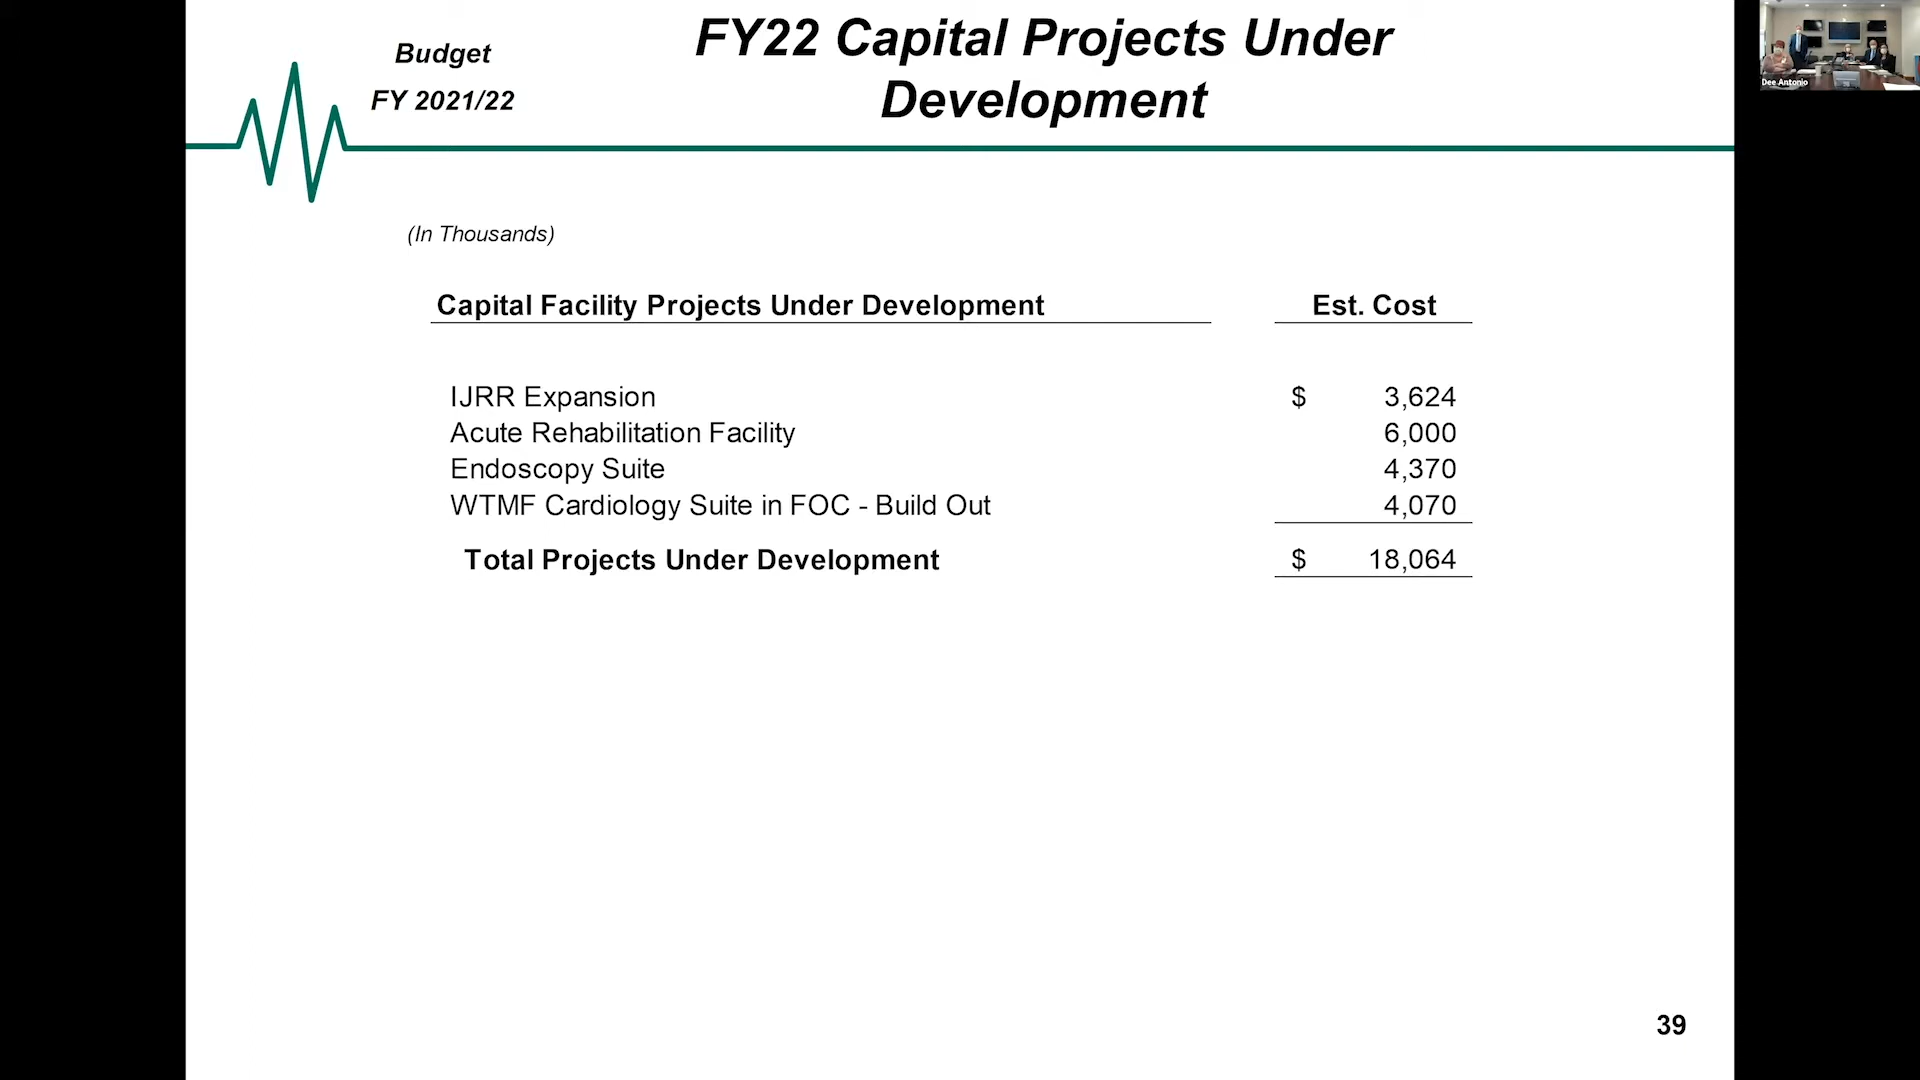 Budget
FY 2021/22
FY22 Capital Projects Under
Development
(In Thousands)
Capital Facility Projects Under Development Est. Cost
IJRR Expansion $ 3,624
Acute Rehabilitation Facility 6,000
Endoscopy Suite 4,370
WTMF Cardiology Suite in FOC - Build Out 4,070
Total Projects Under Development $ 18,064
39
Dee Antonio